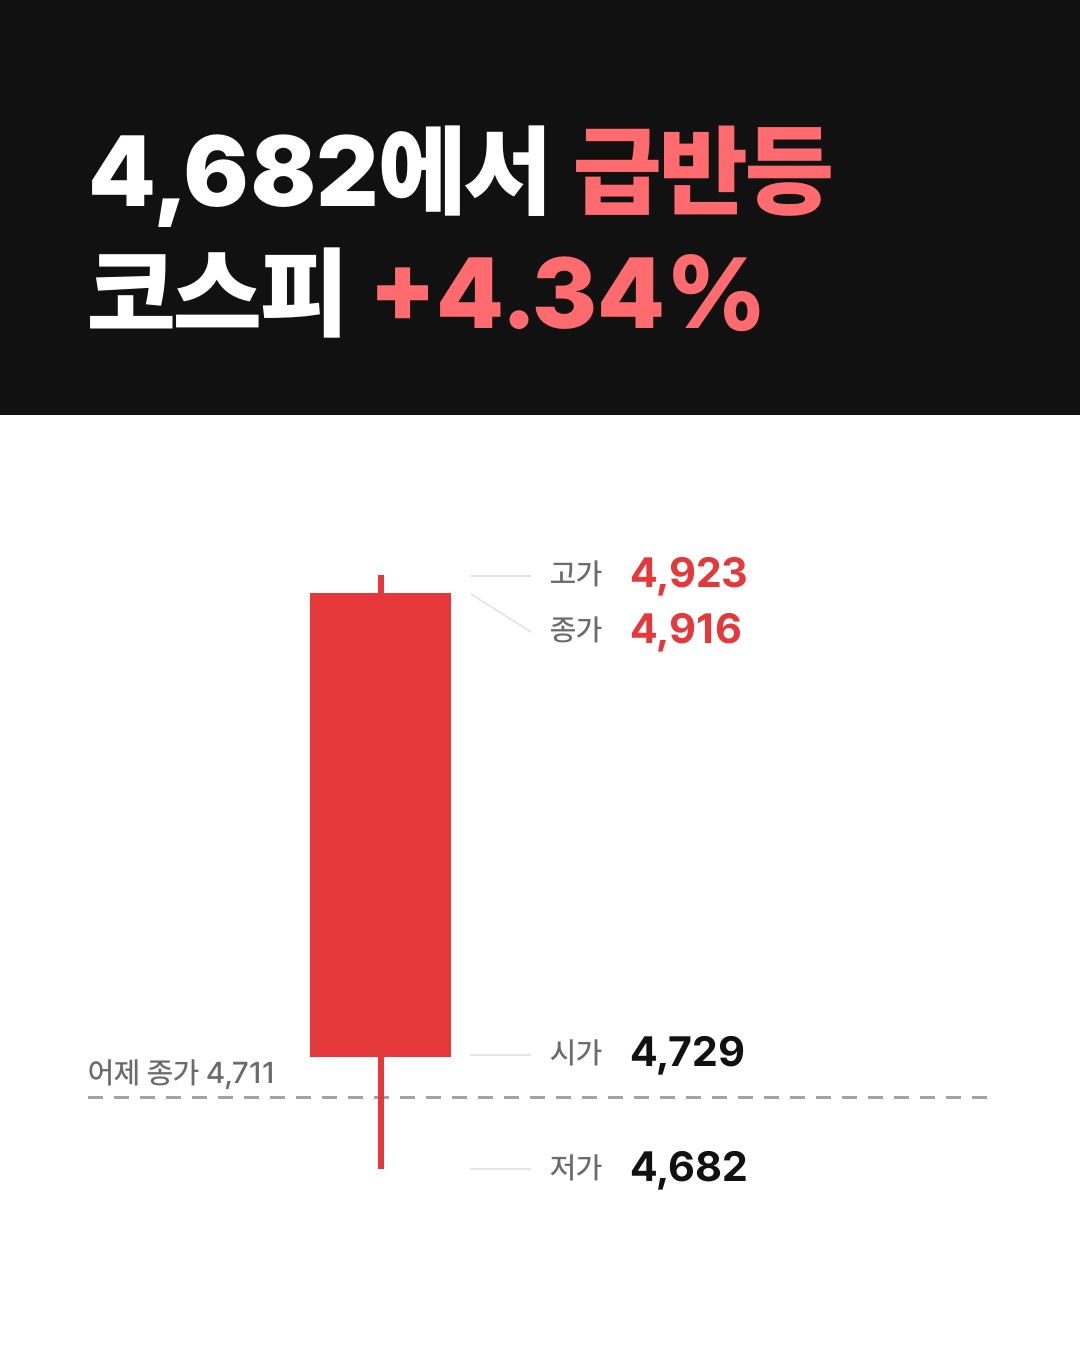 4,682에서 급반등
코스피 +4.34%
고가 4,923
종가 4,916
시가 4,729
어제 종가 4,711
저가 4,682